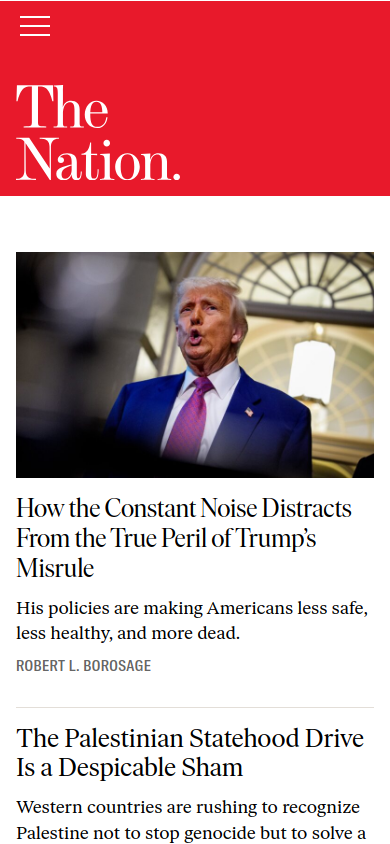 The
Nation.
How the Constant Noise Distracts
From the True Peril of Trump’s
Misrule
His policies are making Americans less safe,
less healthy, and more dead.
ROBERT L. BOROSAGE
The Palestinian Statehood Drive
Is a Despicable Sham
Western countries are rushing to recognize
Palestine not to stop genocide but to solve a